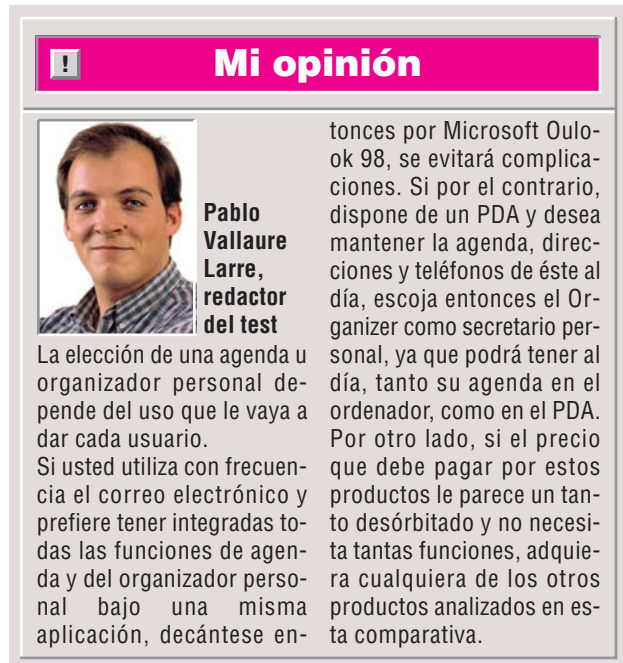 !
Mi opinión
Pablo
Vallaure
Larre,
redactor
del test
La elección de una agenda u
organizador personal de-
pende del uso que le vaya a
dar cada usuario.
Si usted utiliza con frecuen-
cia el correo electrónico y
prefiere tener integradas to-
das las funciones de agen-
da y del organizador perso-
nal bajo una misma
aplicación, decántese en-
tonces por Microsoft Oulo-
ok 98, se evitará complica-
ciones. Si por el contrario,
dispone de un PDA y desea
mantener la agenda, direc-
ciones y teléfonos de éste al
día, escoja entonces el Or-
ganizer como secretario per-
sonal, ya que podrá tener al
día, tanto su agenda en el
ordenador, como en el PDA.
Por otro lado, si el precio
que debe pagar por estos
productos le parece un tan-
to desórbitado y no necesi-
ta tantas funciones, adquie-
ra cualquiera de los otros
productos analizados en es-
ta comparativa.